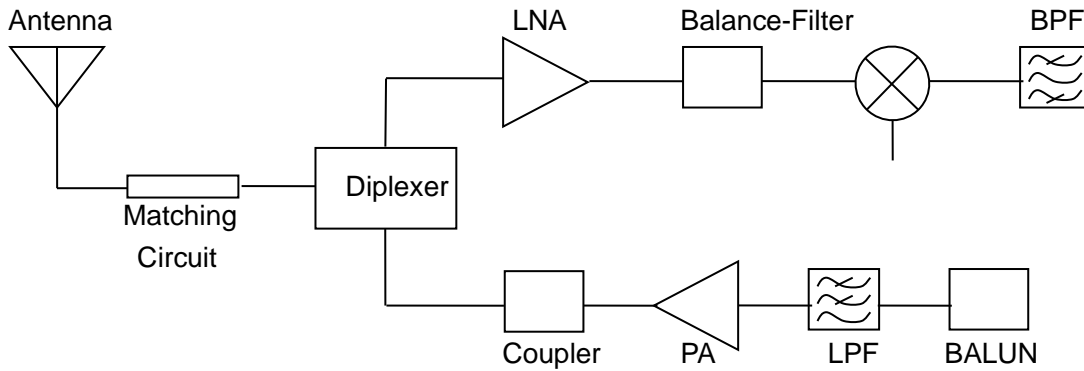 Antenna
LNA
Balance-Filter
BPF
Diplexer
Matching
Circuit
Coupler
PA
LPF
BALUN